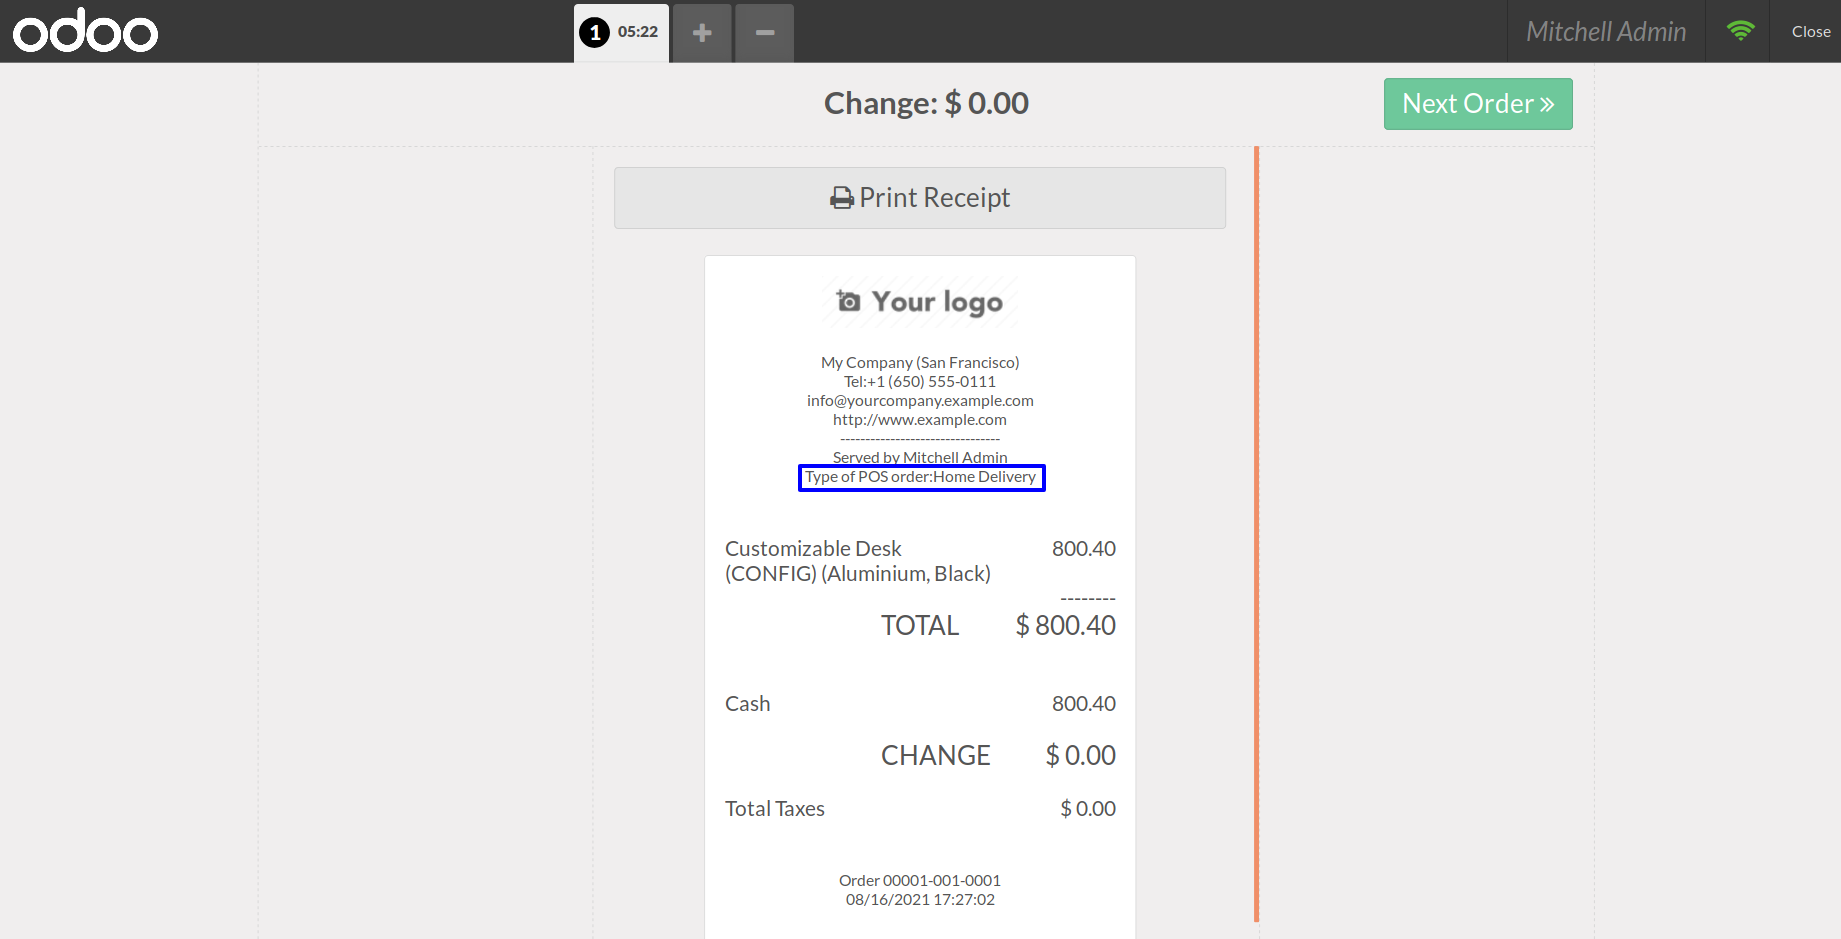 odoo
1 05:22
Mitchell Admin
Close
Change: $ 0.00
Next Order
Print Receipt
Your logo
My Company (San Francisco)
Tel:+1 (650) 555-0111
info@yourcompany.example.com
http://www.example.com
--------------------------------
Served by Mitchell Admin
Type of POS order:Home Delivery
Customizable Desk 800.40
(CONFIG) (Aluminium, Black)
--------
TOTAL $ 800.40
Cash 800.40
CHANGE $ 0.00
Total Taxes $ 0.00
Order 00001-001-0001
08/16/2021 17:27:02